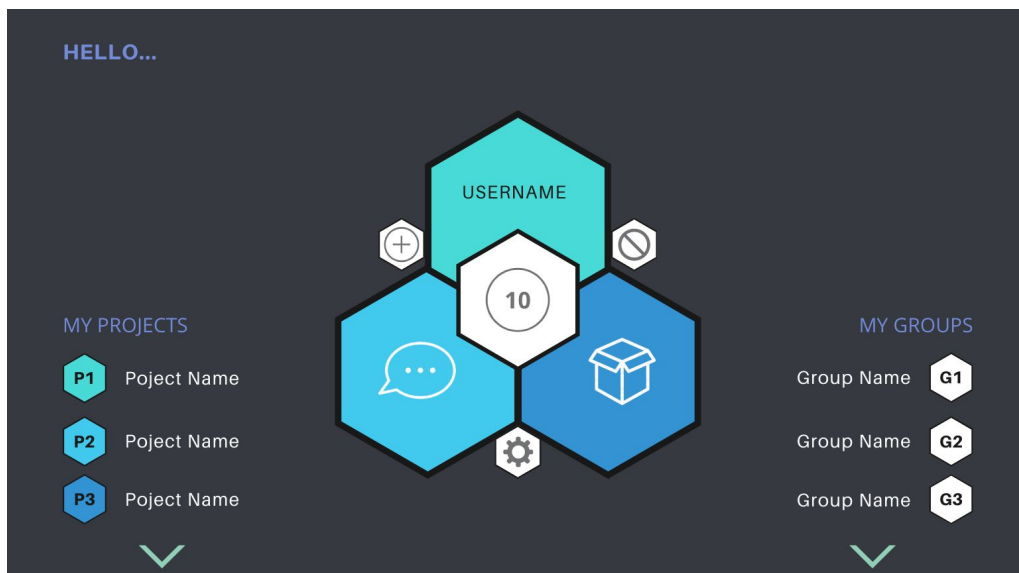 HELLO...
USERNAME
10
MY PROJECTS
P1 Poject Name
P2 Poject Name
P3 Poject Name
MY GROUPS
Group Name G1
Group Name G2
Group Name G3